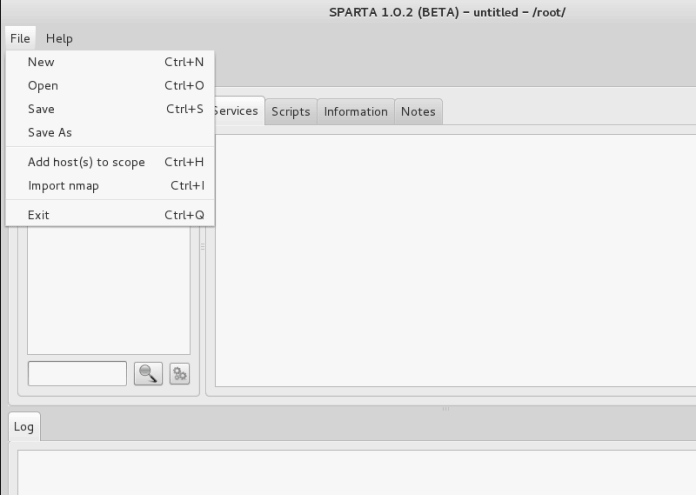 SPARTA 1.0.2 (BETA) – untitled – /root/
File Help
New Ctrl+N
Open Ctrl+O
Save Ctrl+S
Save As
Add host(s) to scope Ctrl+H
Import nmap Ctrl+I
Exit Ctrl+Q
Services Scripts Information Notes
Log